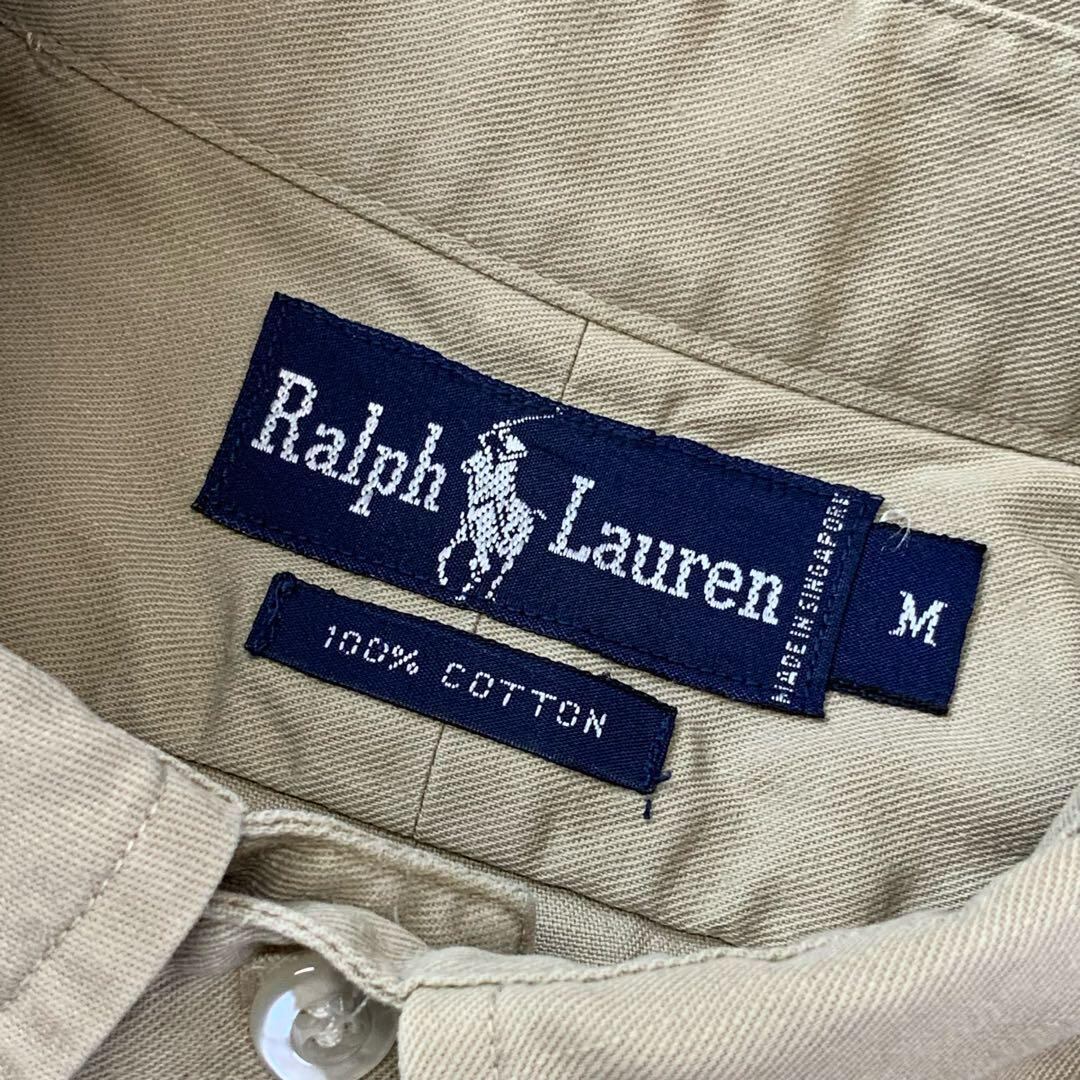 Ralph Lauren
MADE IN SINGAPORE
M
100% COTTON